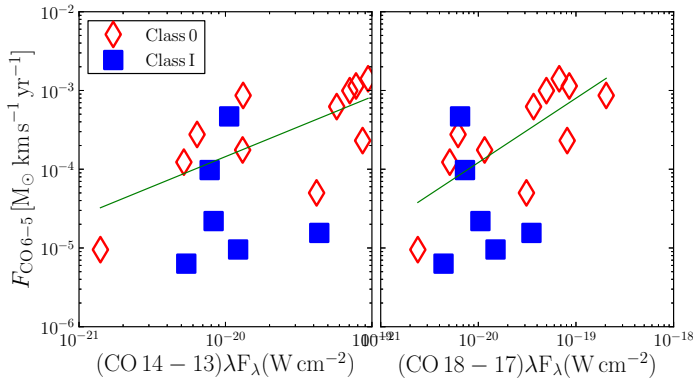 10⁻²
Class 0
Class I
10⁻³
10⁻⁴
10⁻⁵
10⁻⁶
F_CO 6−5 [M_⊙ km s⁻¹ yr⁻¹]
10⁻²¹ 10⁻²⁰ 10⁻²⁰ 10⁻¹⁹ 10⁻¹⁸
(CO 14 − 13)λF_λ(W cm⁻²) (CO 18 − 17)λF_λ(W cm⁻²)